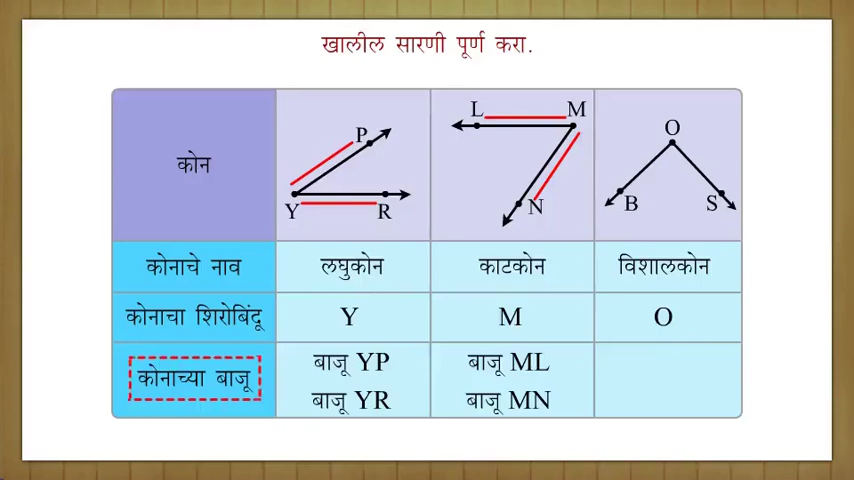 खालील सारणी पूर्ण करा.
कोन
P
Y
R
L
M
N
O
B
S
कोनाचे नाव
लघुकोन
काटकोन
विशालकोन
कोनाचा शिरोबिंदू
Y
M
O
कोनाच्या बाजू
बाजू YP
बाजू YR
बाजू ML
बाजू MN